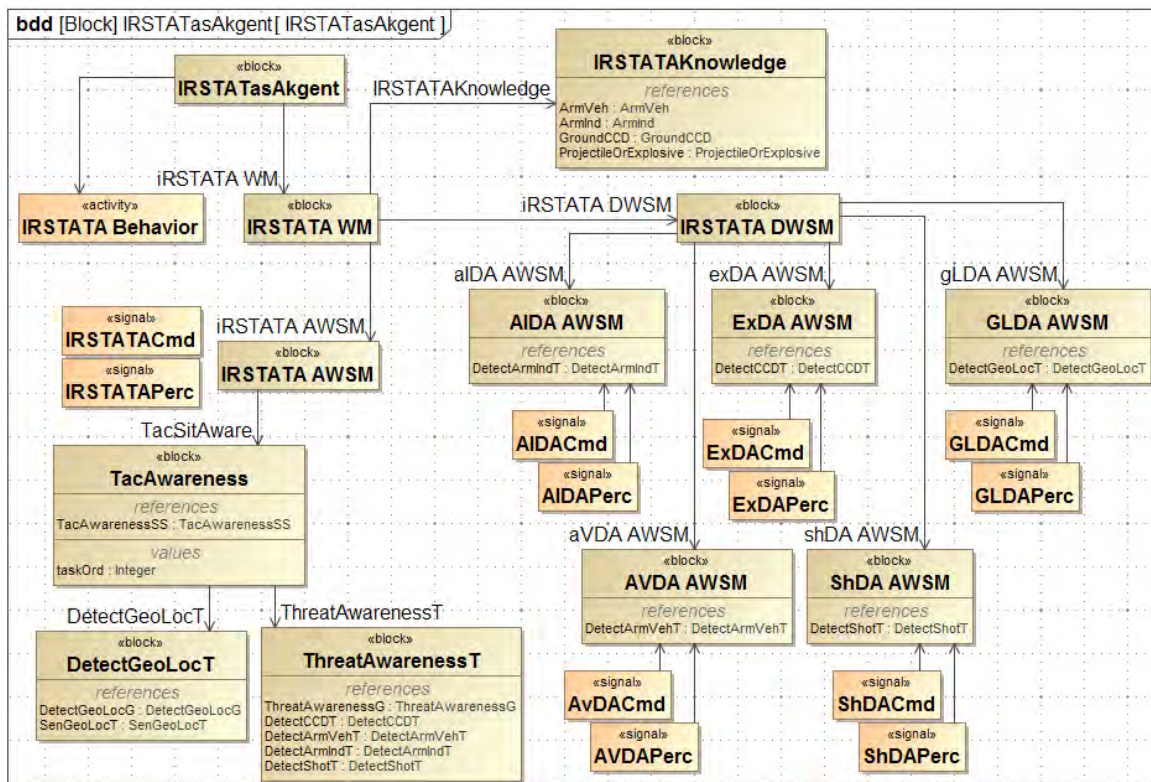 bdd [Block] IRSTATasAkgent[ IRSTATasAkgent ]
«block»
IRSTATasAkgent
IRSTATAKnowledge
«block»
IRSTATAKnowledge
references
ArmVeh : ArmVeh
ArmInd : ArmInd
GroundCCD : GroundCCD
ProjectileOrExplosive : ProjectileOrExplosive
iRSTATA WM
«activity»
IRSTATA Behavior
«block»
IRSTATA WM
iRSTATA DWSM
«block»
IRSTATA DWSM
aIDA AWSM
«block»
AIDA AWSM
references
DetectArmIndT : DetectArmIndT
exDA AWSM
«block»
ExDA AWSM
references
DetectCCDT : DetectCCDT
gLDA AWSM
«block»
GLDA AWSM
references
DetectGeoLocT : DetectGeoLocT
«signal»
IRSTATACmd
«signal»
IRSTATAPerc
iRSTATA AWSM
«block»
IRSTATA AWSM
«signal»
AIDACmd
«signal»
AIDAPerc
«signal»
ExDACmd
«signal»
ExDAPerc
«signal»
GLDACmd
«signal»
GLDAPerc
TacSitAware
«block»
TacAwareness
references
TacAwarenessSS : TacAwarenessSS
values
taskOrd : Integer
aVDA AWSM
«block»
AVDA AWSM
references
DetectArmVehT : DetectArmVehT
shDA AWSM
«block»
ShDA AWSM
references
DetectShotT : DetectShotT
DetectGeoLocT
«block»
DetectGeoLocT
references
DetectGeoLocG : DetectGeoLocG
SenGeoLocT : SenGeoLocT
ThreatAwarenessT
«block»
ThreatAwarenessT
references
ThreatAwarenessG : ThreatAwarenessG
DetectCCDT : DetectCCDT
DetectArmVehT : DetectArmVehT
DetectArmIndT : DetectArmIndT
DetectShotT : DetectShotT
«signal»
AvDACmd
«signal»
AVDAPerc
«signal»
ShDACmd
«signal»
ShDAPerc